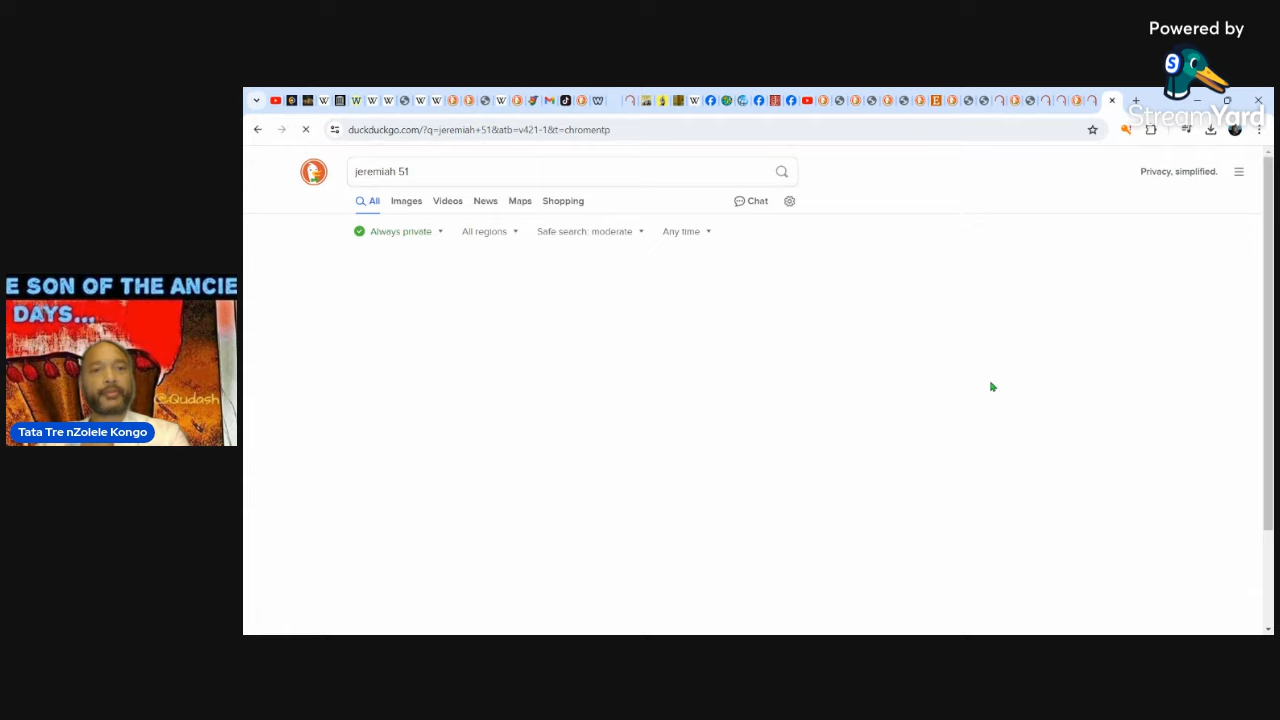 Powered by
S
StreamYard
duckduckgo.com/?q=jeremiah+51&atb=v421-1&t=chromentp
jeremiah 51
Privacy, simplified.
All Images Videos News Maps Shopping Chat
Always private All regions Safe search: moderate Any time
E SON OF THE ANCIE
DAYS...
@Qudash
Tata Tre nZolele Kongo